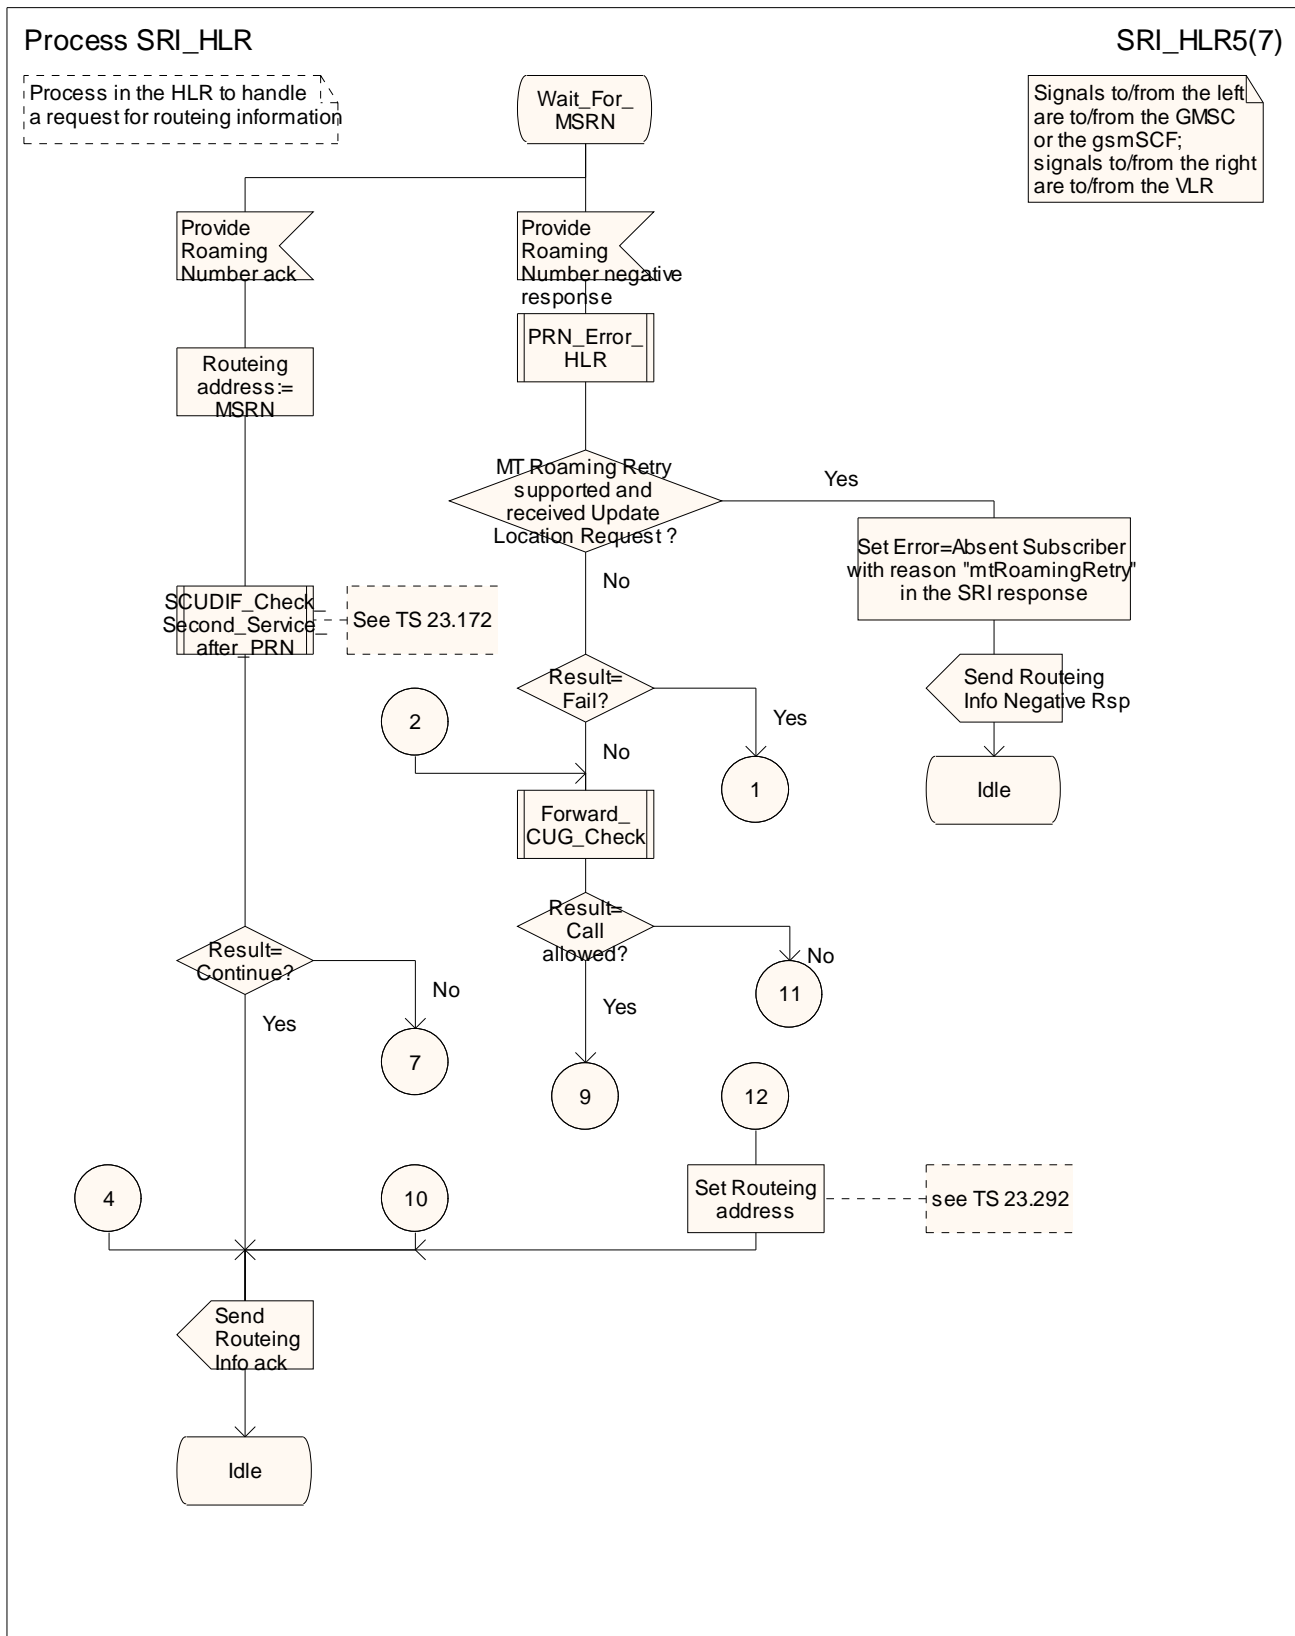 Process SRI_HLR
SRI_HLR5(7)
Process in the HLR to handle
a request for routeing information
Wait_For_
MSRN
Signals to/from the left
are to/from the GMSC
or the gsmSCF;
signals to/from the right
are to/from the VLR
Provide
Roaming
Number ack
Provide
Roaming
Number negative
response
PRN_Error_
HLR
Routeing
address:=
MSRN
MT Roaming Retry
supported and
received Update
Location Request ?
Yes
No
Set Error=Absent Subscriber
with reason "mtRoamingRetry"
in the SRI response
SCUDIF_Check_
Second_Service_
after_PRN
See TS 23.172
Send Routeing
Info Negative Rsp
Result=
Fail?
Yes
No
2
1
Idle
Forward_
CUG_Check
Result=
Call
allowed?
No
Yes
11
Result=
Continue?
No
Yes
7
9
12
4
10
Set Routeing
address
see TS 23.292
Send
Routeing
Info ack
Idle